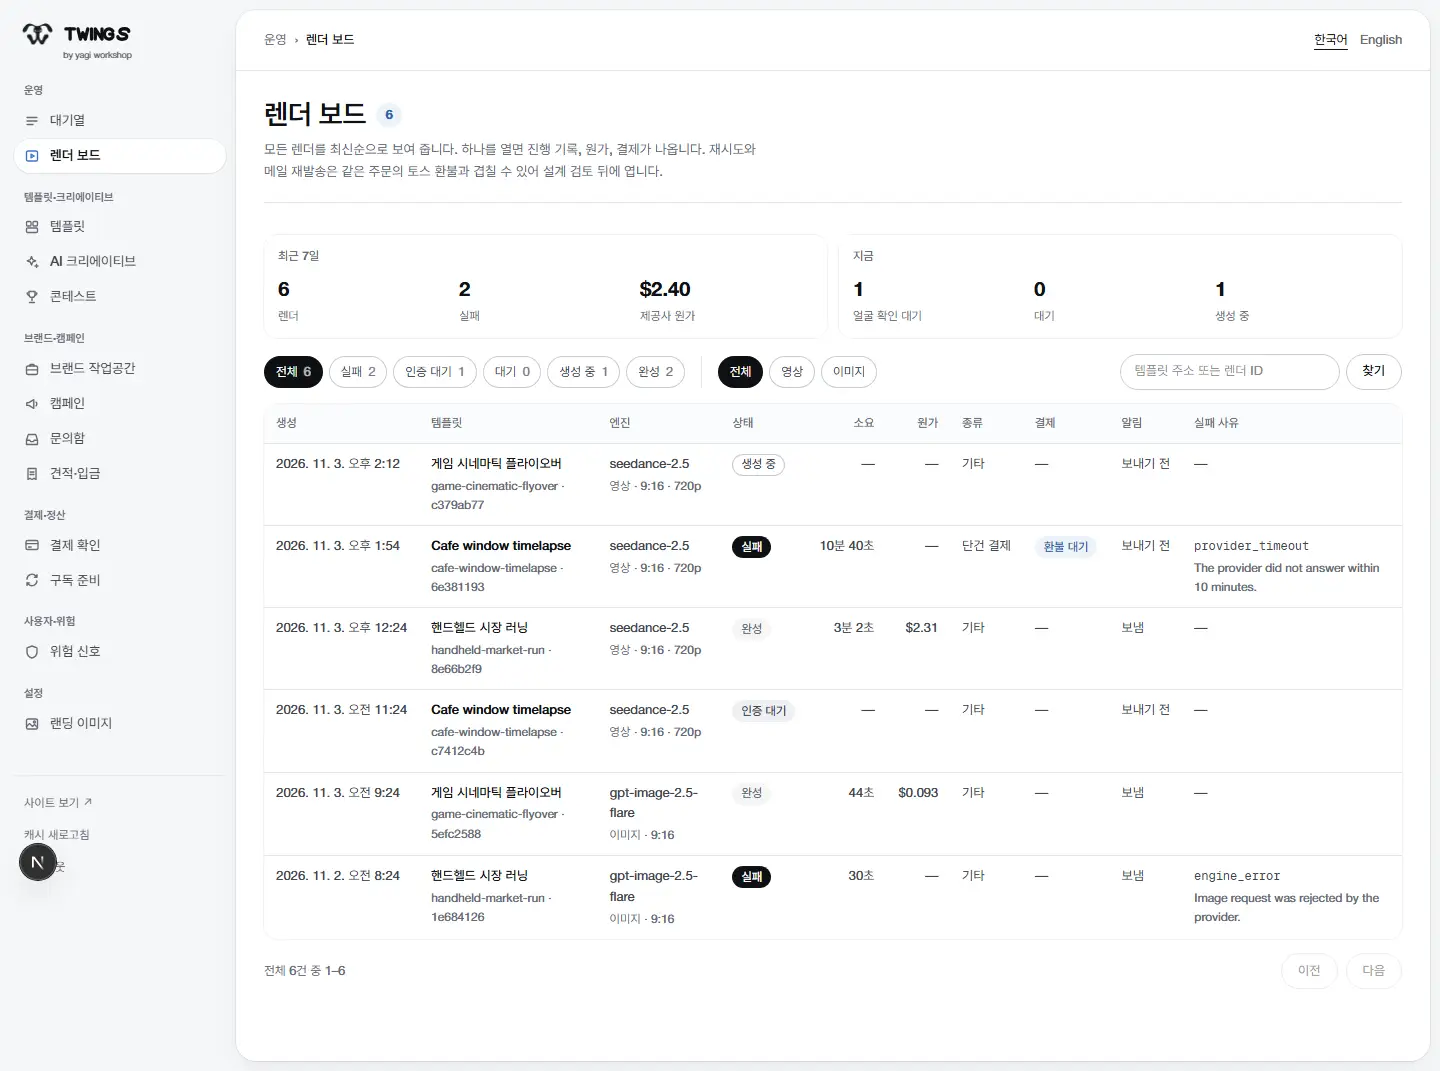 TWINGS
by yagi workshop
운영
대기열
렌더 보드
템플릿·크리에이티브
템플릿
AI 크리에이티브
콘테스트
브랜드·캠페인
브랜드 작업공간
캠페인
문의함
견적·입금
결제·정산
결제 확인
구독 준비
사용자·위험
위험 신호
설정
랜딩 이미지
사이트 보기 ↗
캐시 새로고침
N
웃
운영 › 렌더 보드
한국어 English
렌더 보드 6
모든 렌더를 최신순으로 보여 줍니다. 하나를 열면 진행 기록, 원가, 결제가 나옵니다. 재시도와
메일 재발송은 같은 주문의 토스 환불과 겹칠 수 있어 설계 검토 뒤에 엽니다.
최근 7일
6 2 $2.40
렌더 실패 제공사 원가
지금
1 0 1
얼굴 확인 대기 대기 생성 중
전체 6 실패 2 인증 대기 1 대기 0 생성 중 1 완성 2 전체 영상 이미지 템플릿 주소 또는 렌더 ID 찾기
생성 템플릿 엔진 상태 소요 원가 종류 결제 알림 실패 사유
2026. 11. 3. 오후 2:12 게임 시네마틱 플라이오버 seedance-2.5 생성 중 — — 기타 — 보내기 전 —
game-cinematic-flyover · 영상 · 9:16 · 720p
c379ab77
2026. 11. 3. 오후 1:54 Cafe window timelapse seedance-2.5 실패 10분 40초 — 단건 결제 환불 대기 보내기 전 provider_timeout
cafe-window-timelapse · 영상 · 9:16 · 720p The provider did not answer within
6e381193 10 minutes.
2026. 11. 3. 오후 12:24 핸드헬드 시장 러닝 seedance-2.5 완성 3분 2초 $2.31 기타 — 보냄 —
handheld-market-run · 영상 · 9:16 · 720p
8e66b2f9
2026. 11. 3. 오전 11:24 Cafe window timelapse seedance-2.5 인증 대기 — — 기타 — 보내기 전 —
cafe-window-timelapse · 영상 · 9:16 · 720p
c7412c4b
2026. 11. 3. 오전 9:24 게임 시네마틱 플라이오버 gpt-image-2.5- 완성 44초 $0.093 기타 — 보냄 —
game-cinematic-flyover · flare
5efc2588 이미지 · 9:16
2026. 11. 2. 오전 8:24 핸드헬드 시장 러닝 gpt-image-2.5- 실패 30초 — 기타 — 보냄 engine_error
handheld-market-run · flare Image request was rejected by the
1e684126 이미지 · 9:16 provider.
전체 6건 중 1–6 이전 다음